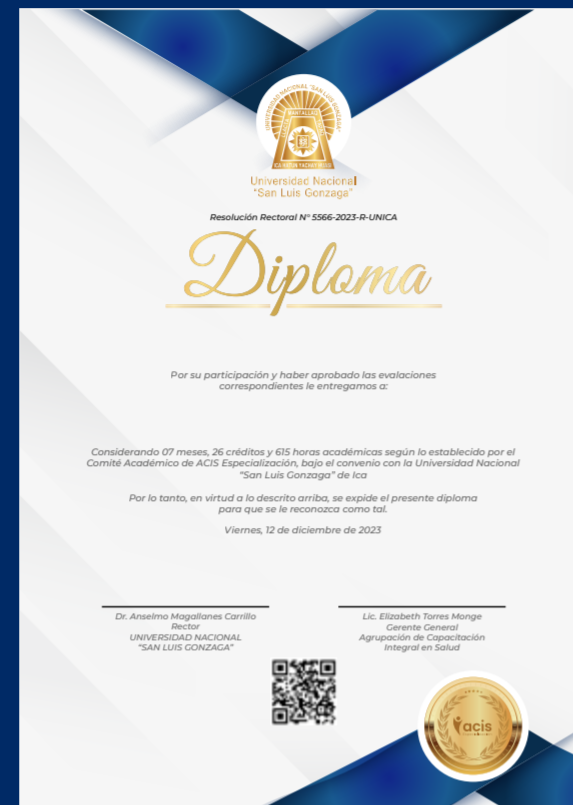 UNIVERSIDAD NACIONAL "SAN LUIS GONZAGA"
Universidad Nacional
"San Luis Gonzaga"
Resolución Rectoral N° 5566-2023-R-UNICA
Diploma
Por su participación y haber aprobado las evalaciones
correspondientes le entregamos a:
Considerando 07 meses, 26 créditos y 615 horas académicas según lo establecido por el
Comité Académico de ACIS Especialización, bajo el convenio con la Universidad Nacional
"San Luis Gonzaga" de Ica
Por lo tanto, en virtud a lo descrito arriba, se expide el presente diploma
para que se le reconozca como tal.
Viernes, 12 de diciembre de 2023
Dr. Anselmo Magallanes Carrillo
Rector
UNIVERSIDAD NACIONAL
"SAN LUIS GONZAGA"
Lic. Elizabeth Torres Monge
Gerente General
Agrupación de Capacitación
Integral en Salud
acis